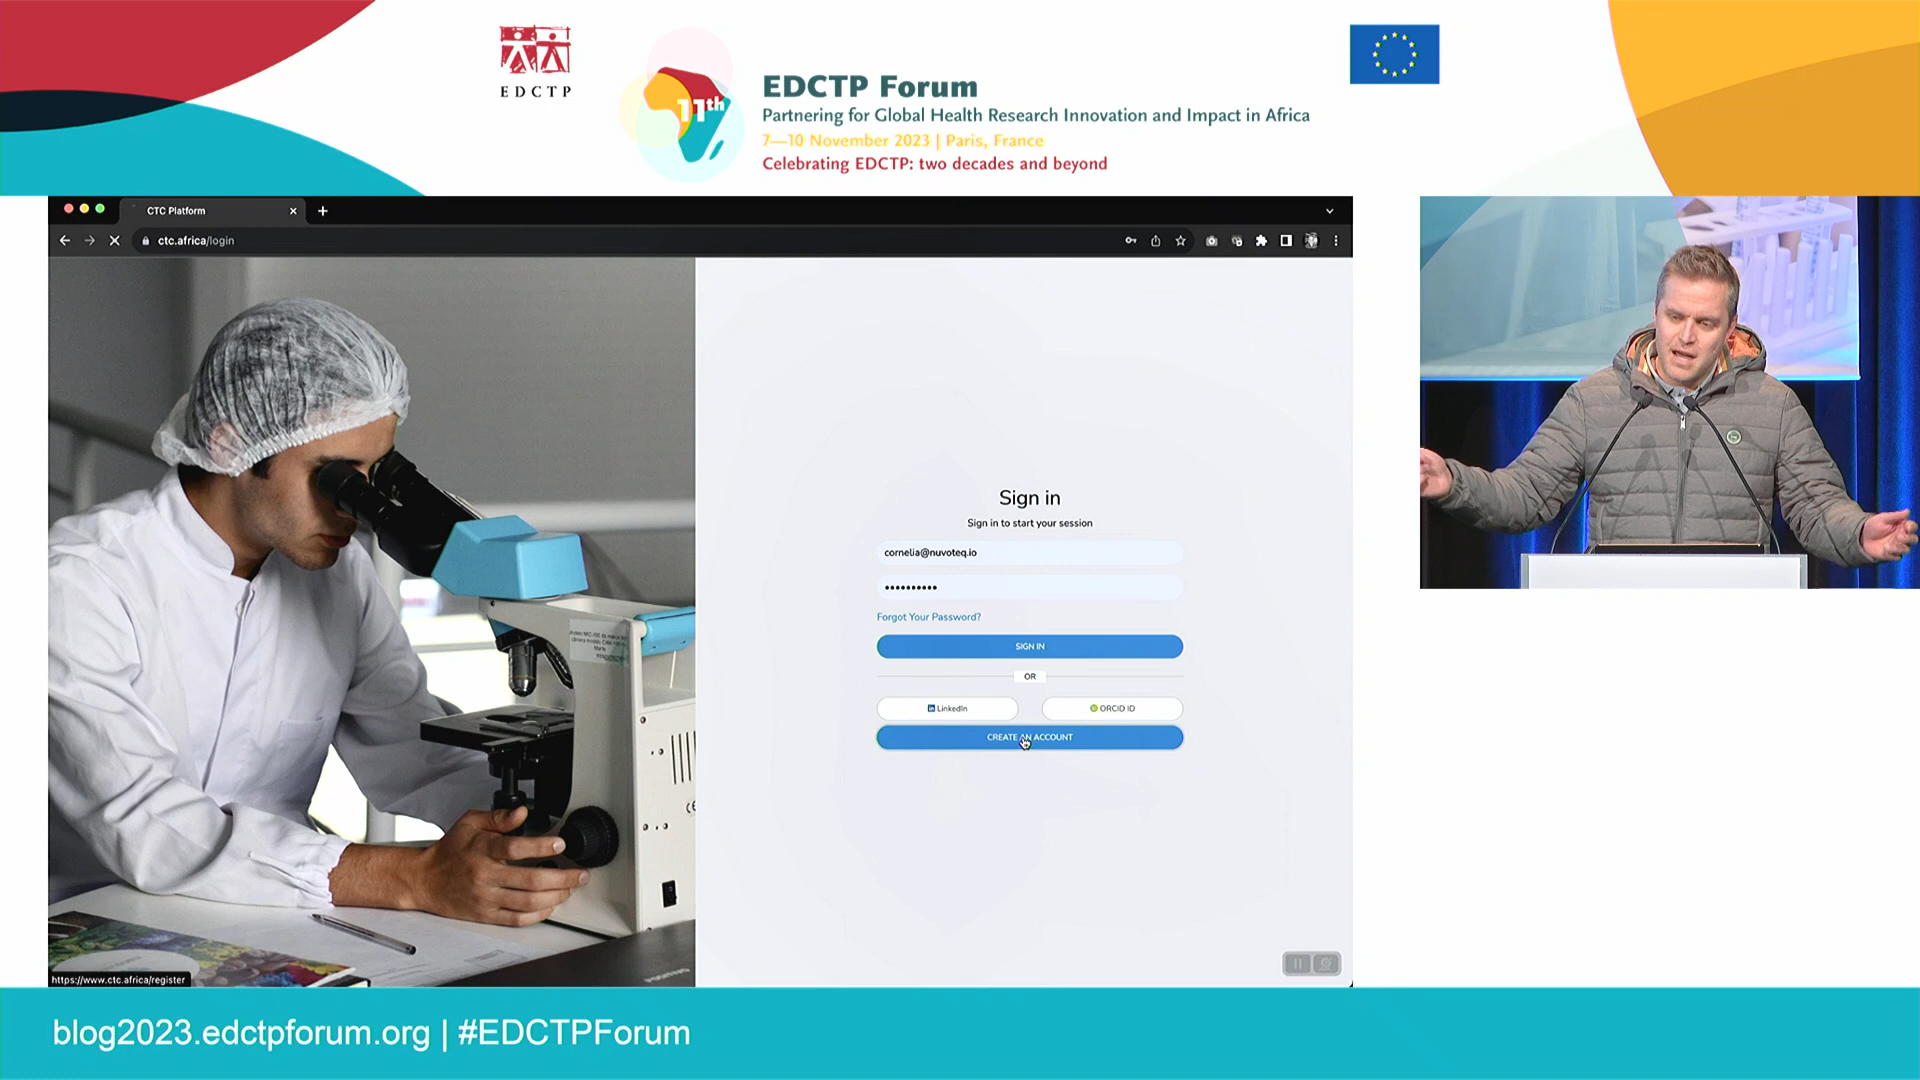 EDCTP
11th
EDCTP Forum
Partnering for Global Health Research Innovation and Impact in Africa
7—10 November 2023 | Paris, France
Celebrating EDCTP: two decades and beyond
CTC Platform
ctc.africa/login
Sign in
Sign in to start your session
cornelia@nuvoteq.io
••••••••••
Forgot Your Password?
SIGN IN
OR
LinkedIn
ORCID ID
CREATE AN ACCOUNT
https://www.ctc.africa/register
blog2023.edctpforum.org | #EDCTPForum